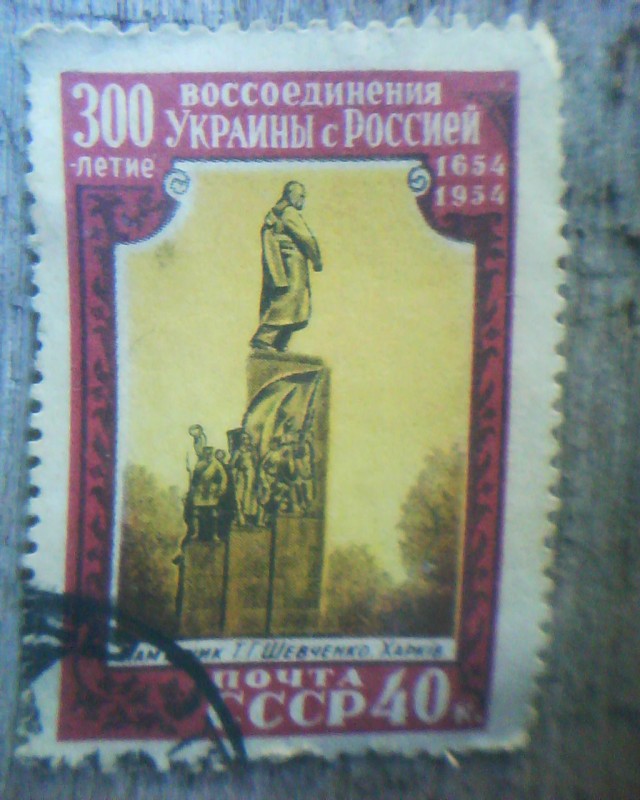 300
-летие
воссоединения
Украины с Россией
1654
1954
Т.Г. Шевченко. Харків
ПОЧТА
СССР 40 к.